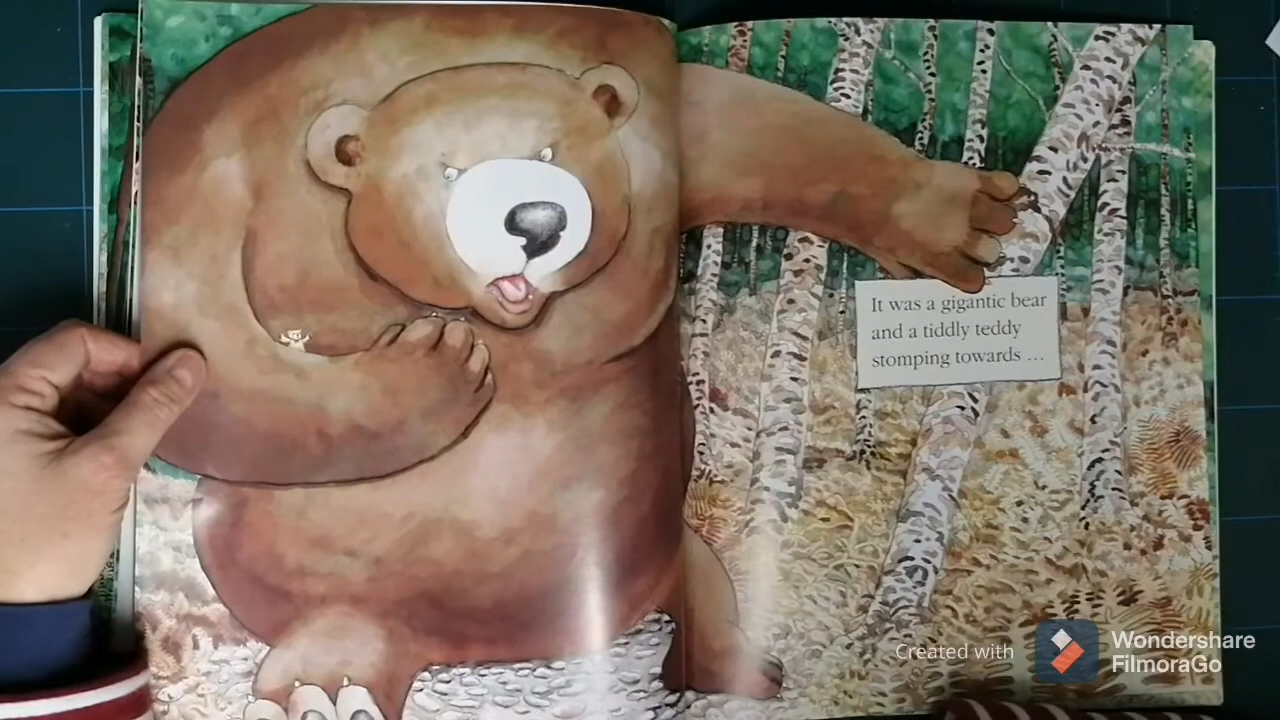 It was a gigantic bear
and a tiddly teddy
stomping towards ...
Created with
Wondershare
FilmoraGo